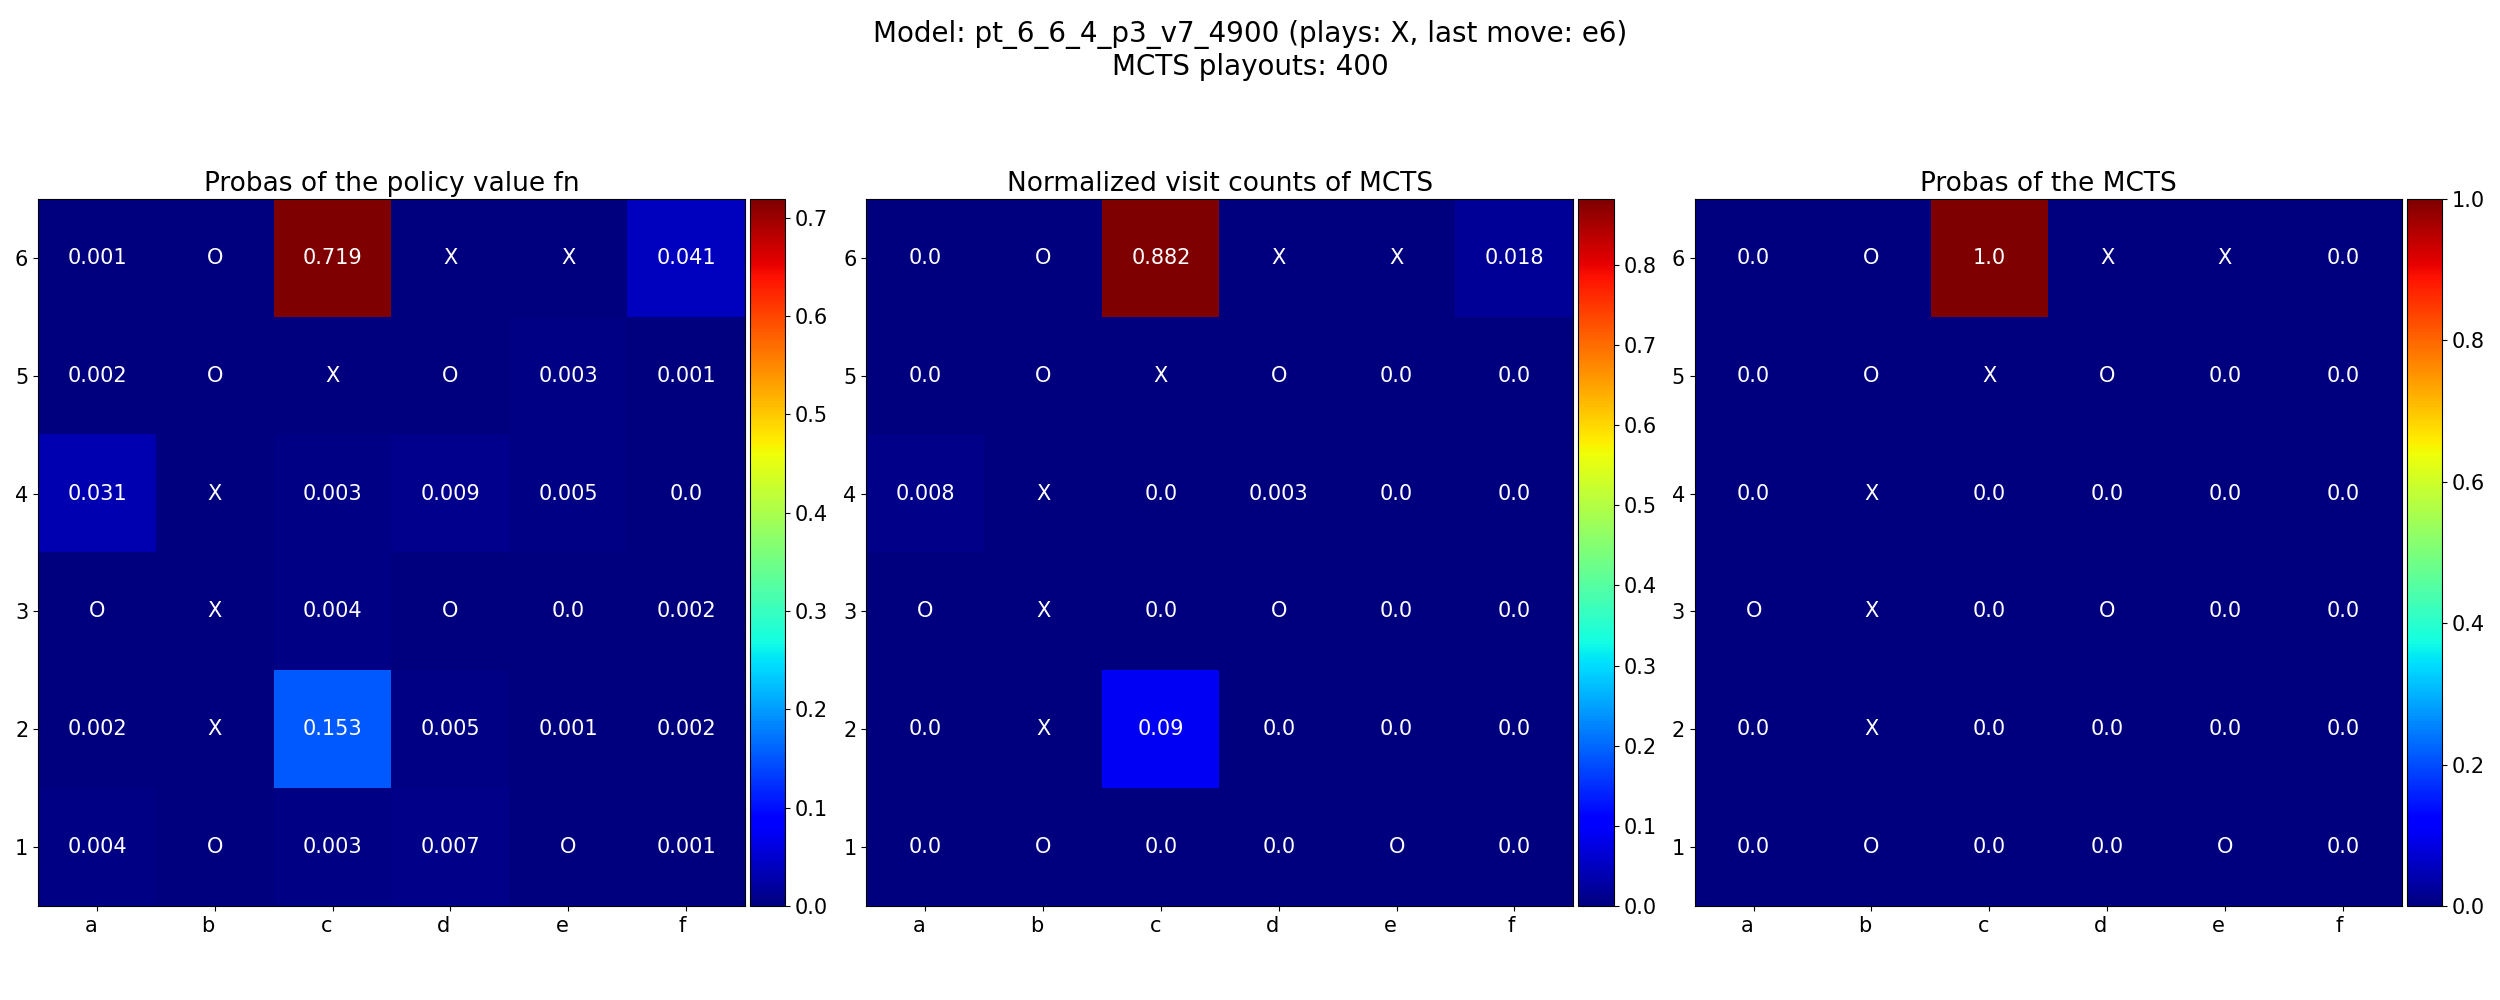 Model: pt_6_6_4_p3_v7_4900 (plays: X, last move: e6)
MCTS playouts: 400
Probas of the policy value fn
6 0.001 O 0.719 X X 0.041
5 0.002 O X O 0.003 0.001
4 0.031 X 0.003 0.009 0.005 0.0
3 O X 0.004 O 0.0 0.002
2 0.002 X 0.153 0.005 0.001 0.002
1 0.004 O 0.003 0.007 O 0.001
a b c d e f
0.7
0.6
0.5
0.4
0.3
0.2
0.1
0.0
Normalized visit counts of MCTS
6 0.0 O 0.882 X X 0.018
5 0.0 O X O 0.0 0.0
4 0.008 X 0.0 0.003 0.0 0.0
3 O X 0.0 O 0.0 0.0
2 0.0 X 0.09 0.0 0.0 0.0
1 0.0 O 0.0 0.0 O 0.0
a b c d e f
0.8
0.7
0.6
0.5
0.4
0.3
0.2
0.1
0.0
Probas of the MCTS
6 0.0 O 1.0 X X 0.0
5 0.0 O X O 0.0 0.0
4 0.0 X 0.0 0.0 0.0 0.0
3 O X 0.0 O 0.0 0.0
2 0.0 X 0.0 0.0 0.0 0.0
1 0.0 O 0.0 0.0 O 0.0
a b c d e f
1.0
0.8
0.6
0.4
0.2
0.0